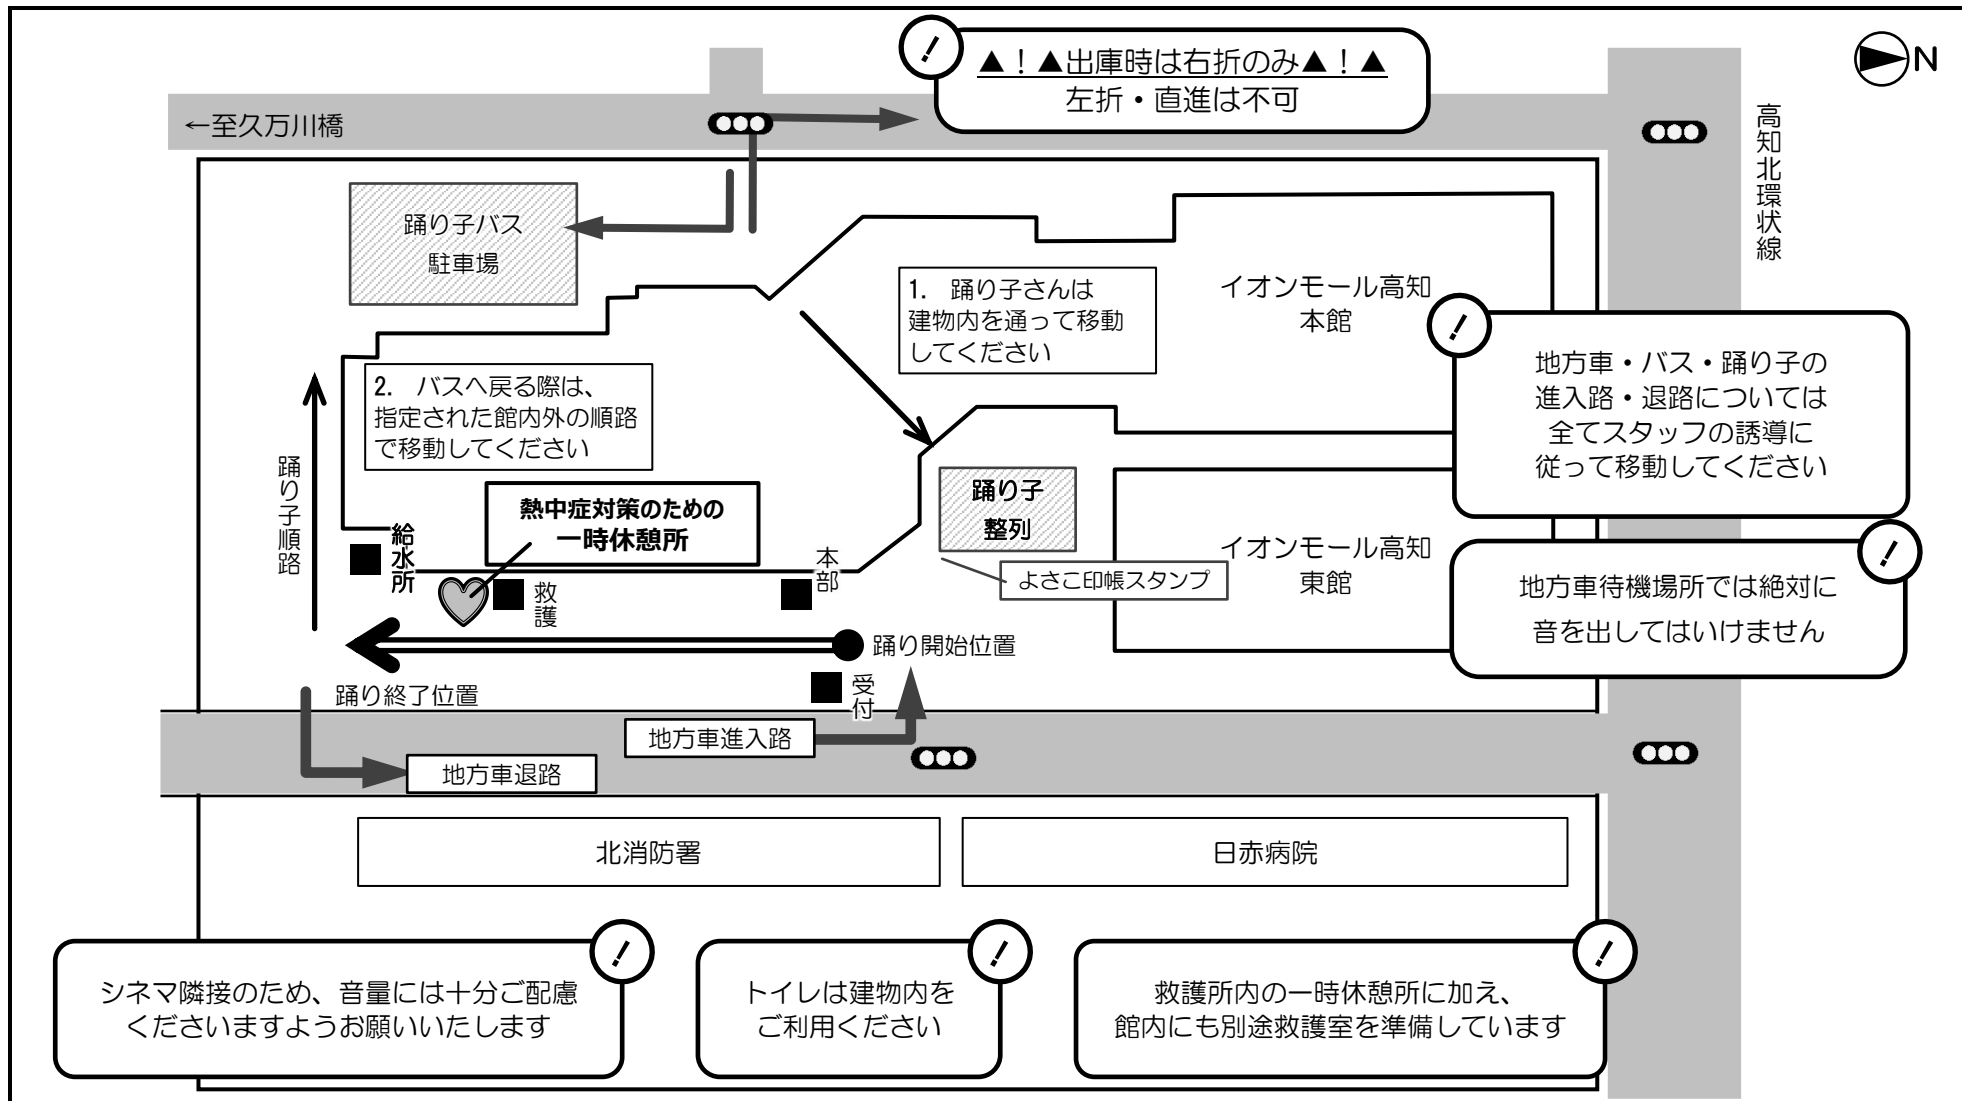 ▲！▲出庫時は右折のみ▲！▲
左折・直進は不可
N
←至久万川橋
高知北環状線
踊り子バス
駐車場
1. 踊り子さんは
建物内を通って移動
してください
イオンモール高知
本館
地方車・バス・踊り子の
進入路・退路については
全てスタッフの誘導に
従って移動してください
2. バスへ戻る際は、
指定された館内外の順路
で移動してください
踊り子順路
熱中症対策のための
一時休憩所
給水所
救護
本部
踊り子
整列
よさこ印帳スタンプ
イオンモール高知
東館
地方車待機場所では絶対に
音を出してはいけません
踊り開始位置
受付
踊り終了位置
地方車進入路
地方車退路
北消防署
日赤病院
シネマ隣接のため、音量には十分ご配慮
くださいますようお願いいたします
トイレは建物内を
ご利用ください
救護所内の一時休憩所に加え、
館内にも別途救護室を準備しています
!
!
!
!
!
!